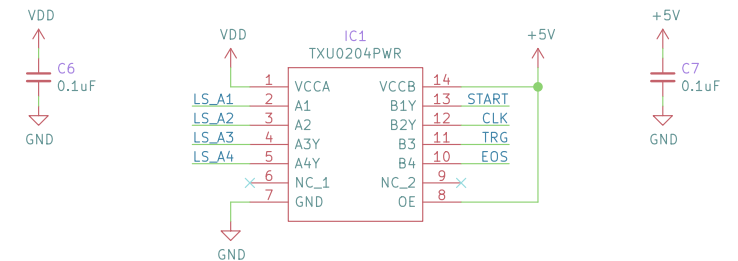 VDD
C6
0.1uF
GND
VDD
IC1
TXU0204PWR
+5V
1 VCCA VCCB 14
LS_A1 2 A1 B1Y 13 START
LS_A2 3 A2 B2Y 12 CLK
LS_A3 4 A3Y B3 11 TRG
LS_A4 5 A4Y B4 10 EOS
6 NC_1 NC_2 9
7 GND OE 8
GND
+5V
C7
0.1uF
GND